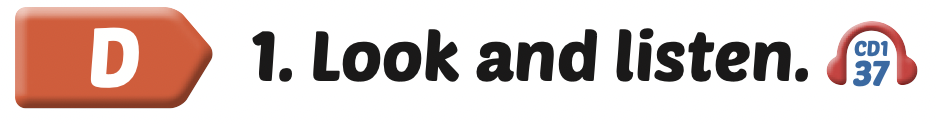 D 1. Look and listen. CD1
37